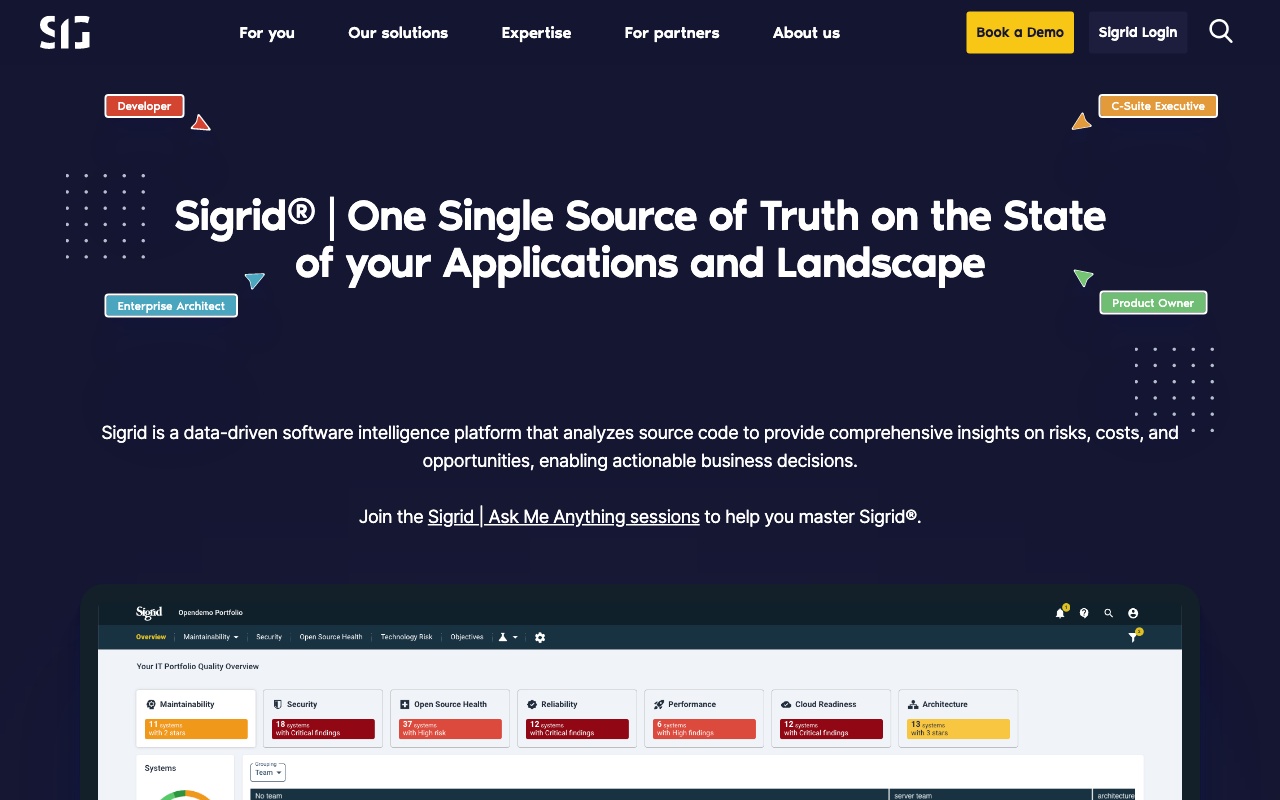 SIG
For you
Our solutions
Expertise
For partners
About us
Book a Demo
Sigrid Login
Developer
C-Suite Executive
Sigrid® | One Single Source of Truth on the State
of your Applications and Landscape
Enterprise Architect
Product Owner
Sigrid is a data-driven software intelligence platform that analyzes source code to provide comprehensive insights on risks, costs, and
opportunities, enabling actionable business decisions.
Join the Sigrid | Ask Me Anything sessions to help you master Sigrid®.
Sigrid
Opendemo Portfolio
Overview
Maintainability
Security
Open Source Health
Technology Risk
Objectives
Your IT Portfolio Quality Overview
Maintainability
11 systems
with 2 stars
Security
18 systems
with Critical findings
Open Source Health
37 systems
with High risk
Reliability
12 systems
with Critical findings
Performance
6 systems
with High findings
Cloud Readiness
12 systems
with Critical findings
Architecture
13 systems
with 3 stars
Systems
Grouping
Team
No team
server team
architecture